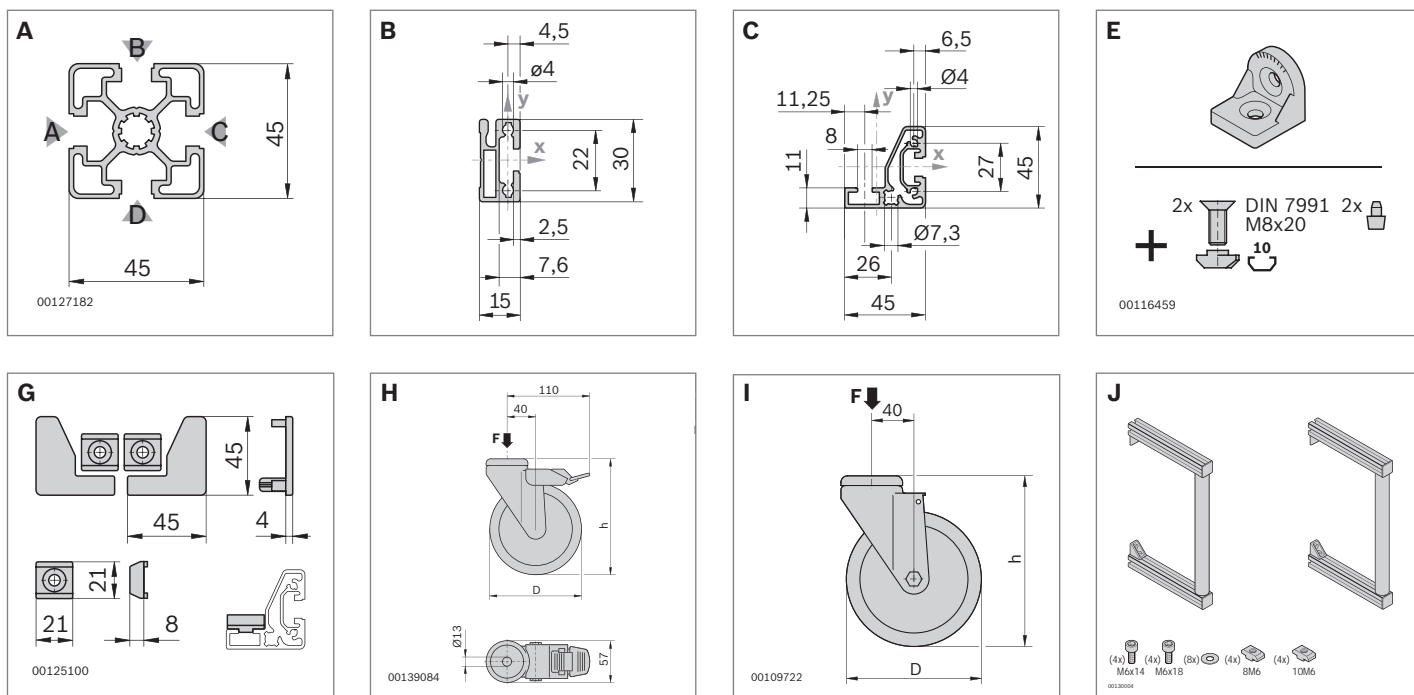 A
B
A
C
D
45
45
00127182
B
4,5
ø4
y
x
22
30
2,5
7,6
15
C
6,5
Ø4
11,25
y
8
x
11
27
45
Ø7,3
26
45
E
2x
DIN 7991
M8x20
2x
10
+
00116459
G
45
45
4
21
21
8
00125100
H
110
40
F
h
D
Ø13
57
00139084
I
F
40
h
D
00109722
J
(4x) M6x14
(4x) M6x18
(8x)
(4x) 8M6
(4x) 10M6
00130004